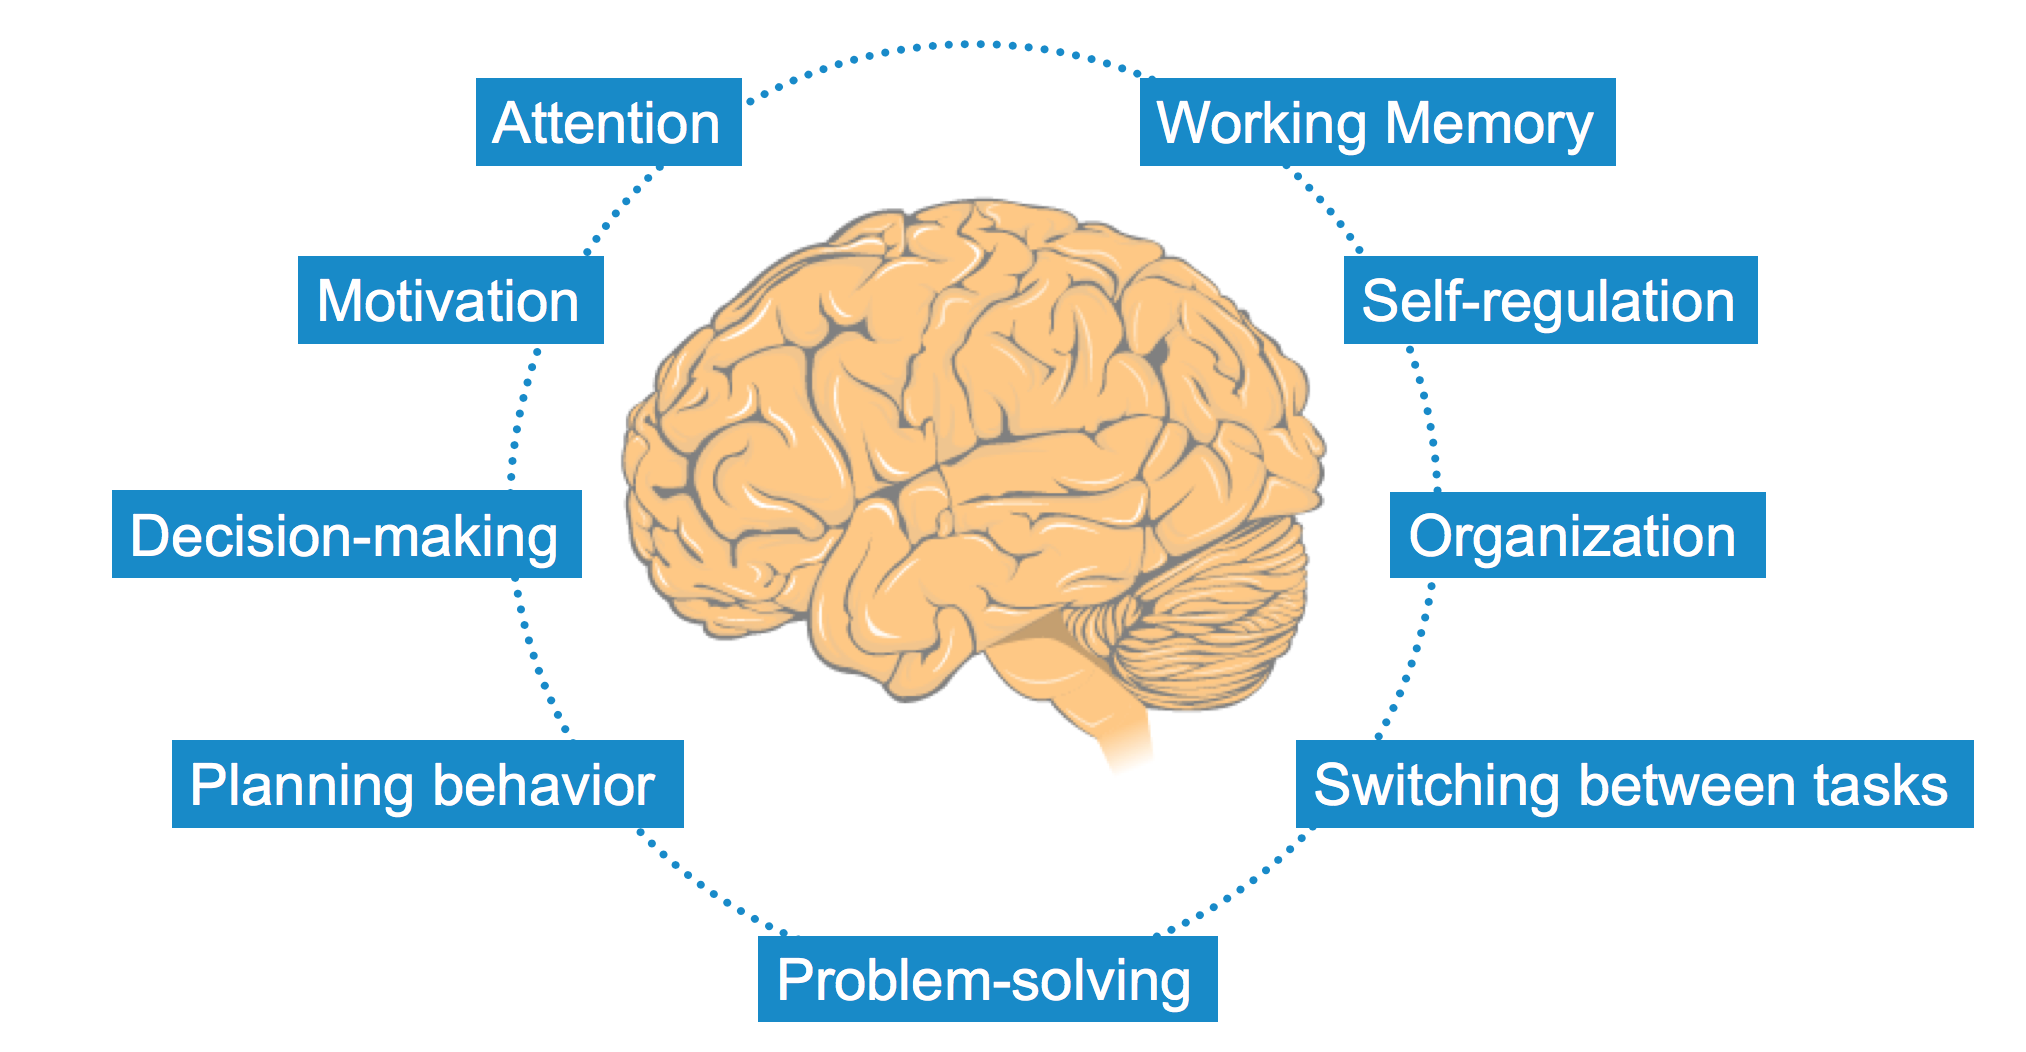 Attention
Working Memory
Motivation
Self-regulation
Decision-making
Organization
Planning behavior
Switching between tasks
Problem-solving